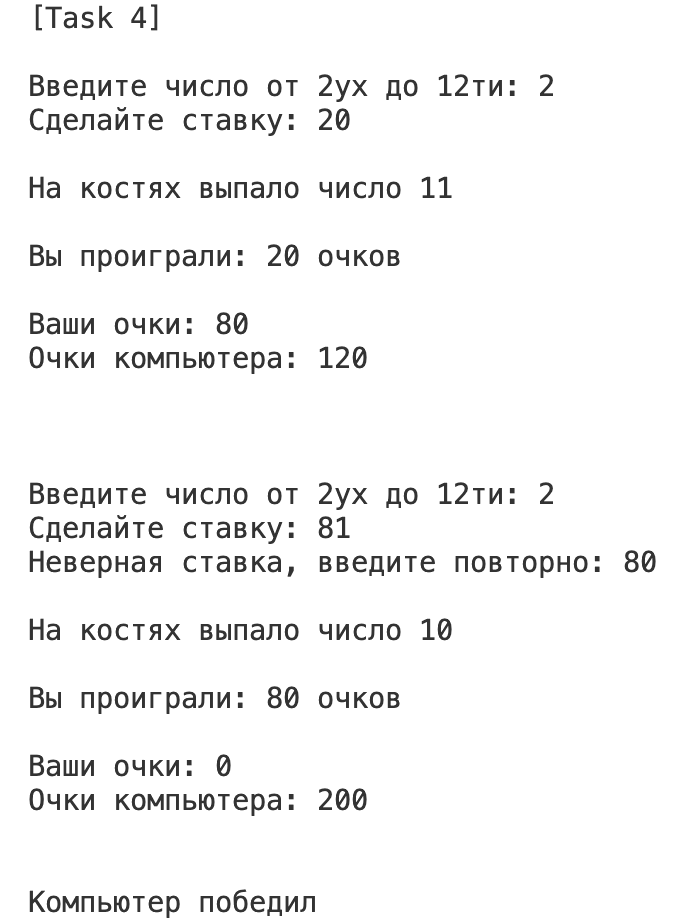 [Task 4]
Введите число от 2ух до 12ти: 2
Сделайте ставку: 20
На костях выпало число 11
Вы проиграли: 20 очков
Ваши очки: 80
Очки компьютера: 120
Введите число от 2ух до 12ти: 2
Сделайте ставку: 81
Неверная ставка, введите повторно: 80
На костях выпало число 10
Вы проиграли: 80 очков
Ваши очки: 0
Очки компьютера: 200
Компьютер победил